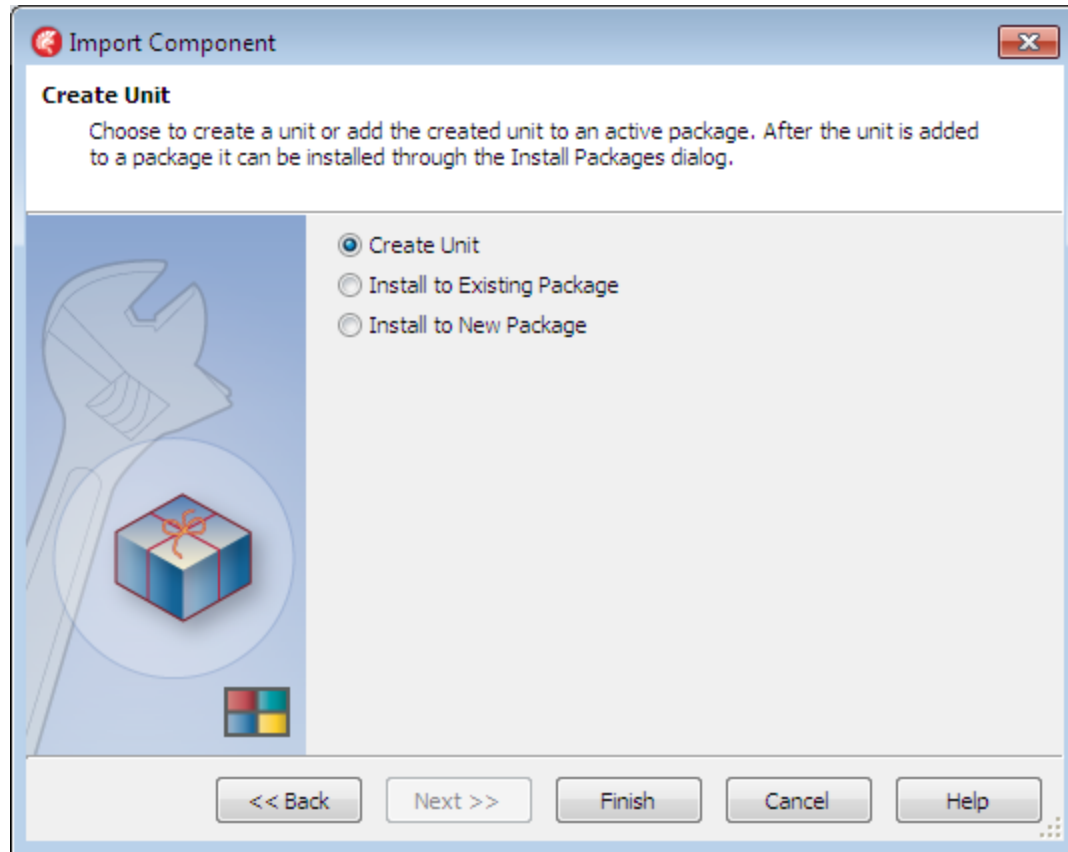 Import Component
Create Unit
Choose to create a unit or add the created unit to an active package. After the unit is added
to a package it can be installed through the Install Packages dialog.
Create Unit
Install to Existing Package
Install to New Package
<< Back
Next >>
Finish
Cancel
Help